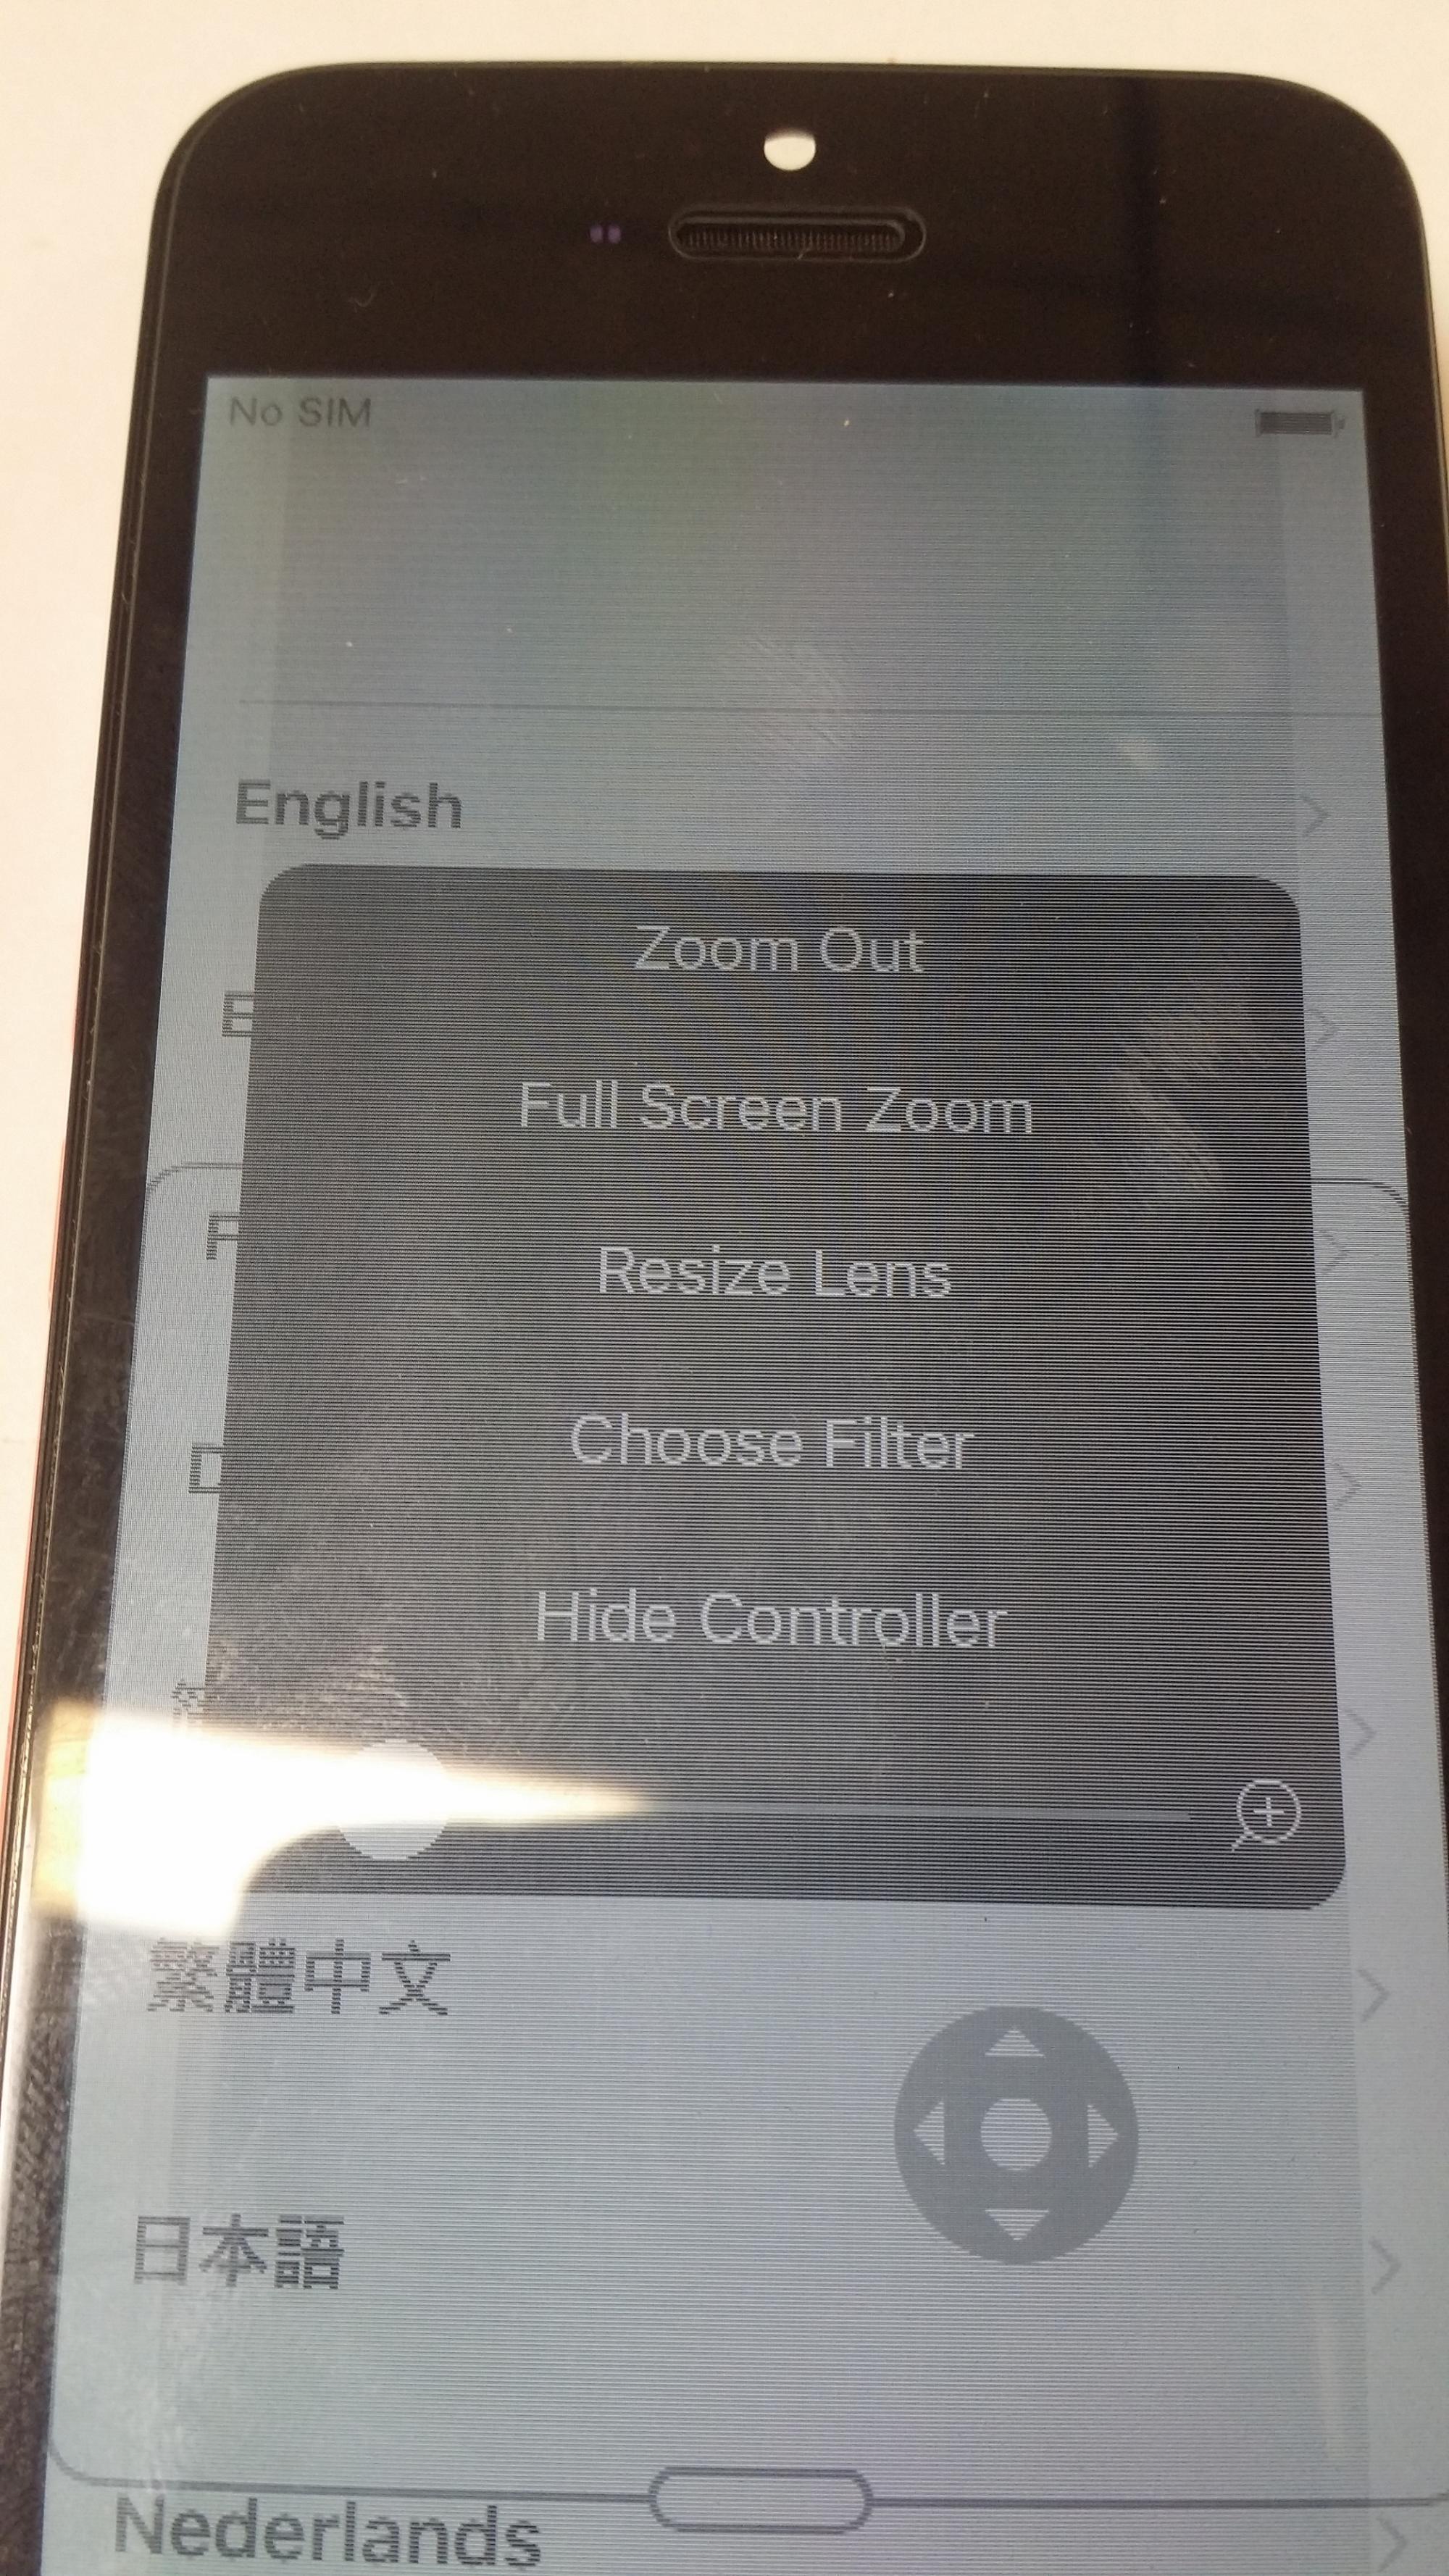 No SIM
English
Zoom Out
E
Full Screen Zoom
F
Resize Lens
Choose Filter
D
Hide Controller
繁體中文
日本語
Nederlands